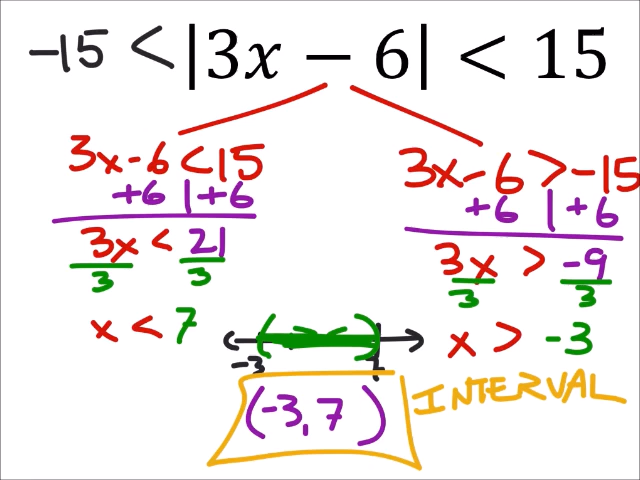 -15 < |3x − 6| < 15
3x-6 < 15
+6 | +6
3x < 21
3 3
x < 7
3x-6 > -15
+6 | +6
3x > -9
3 3
x > -3
-3
(-3, 7)
INTERVAL